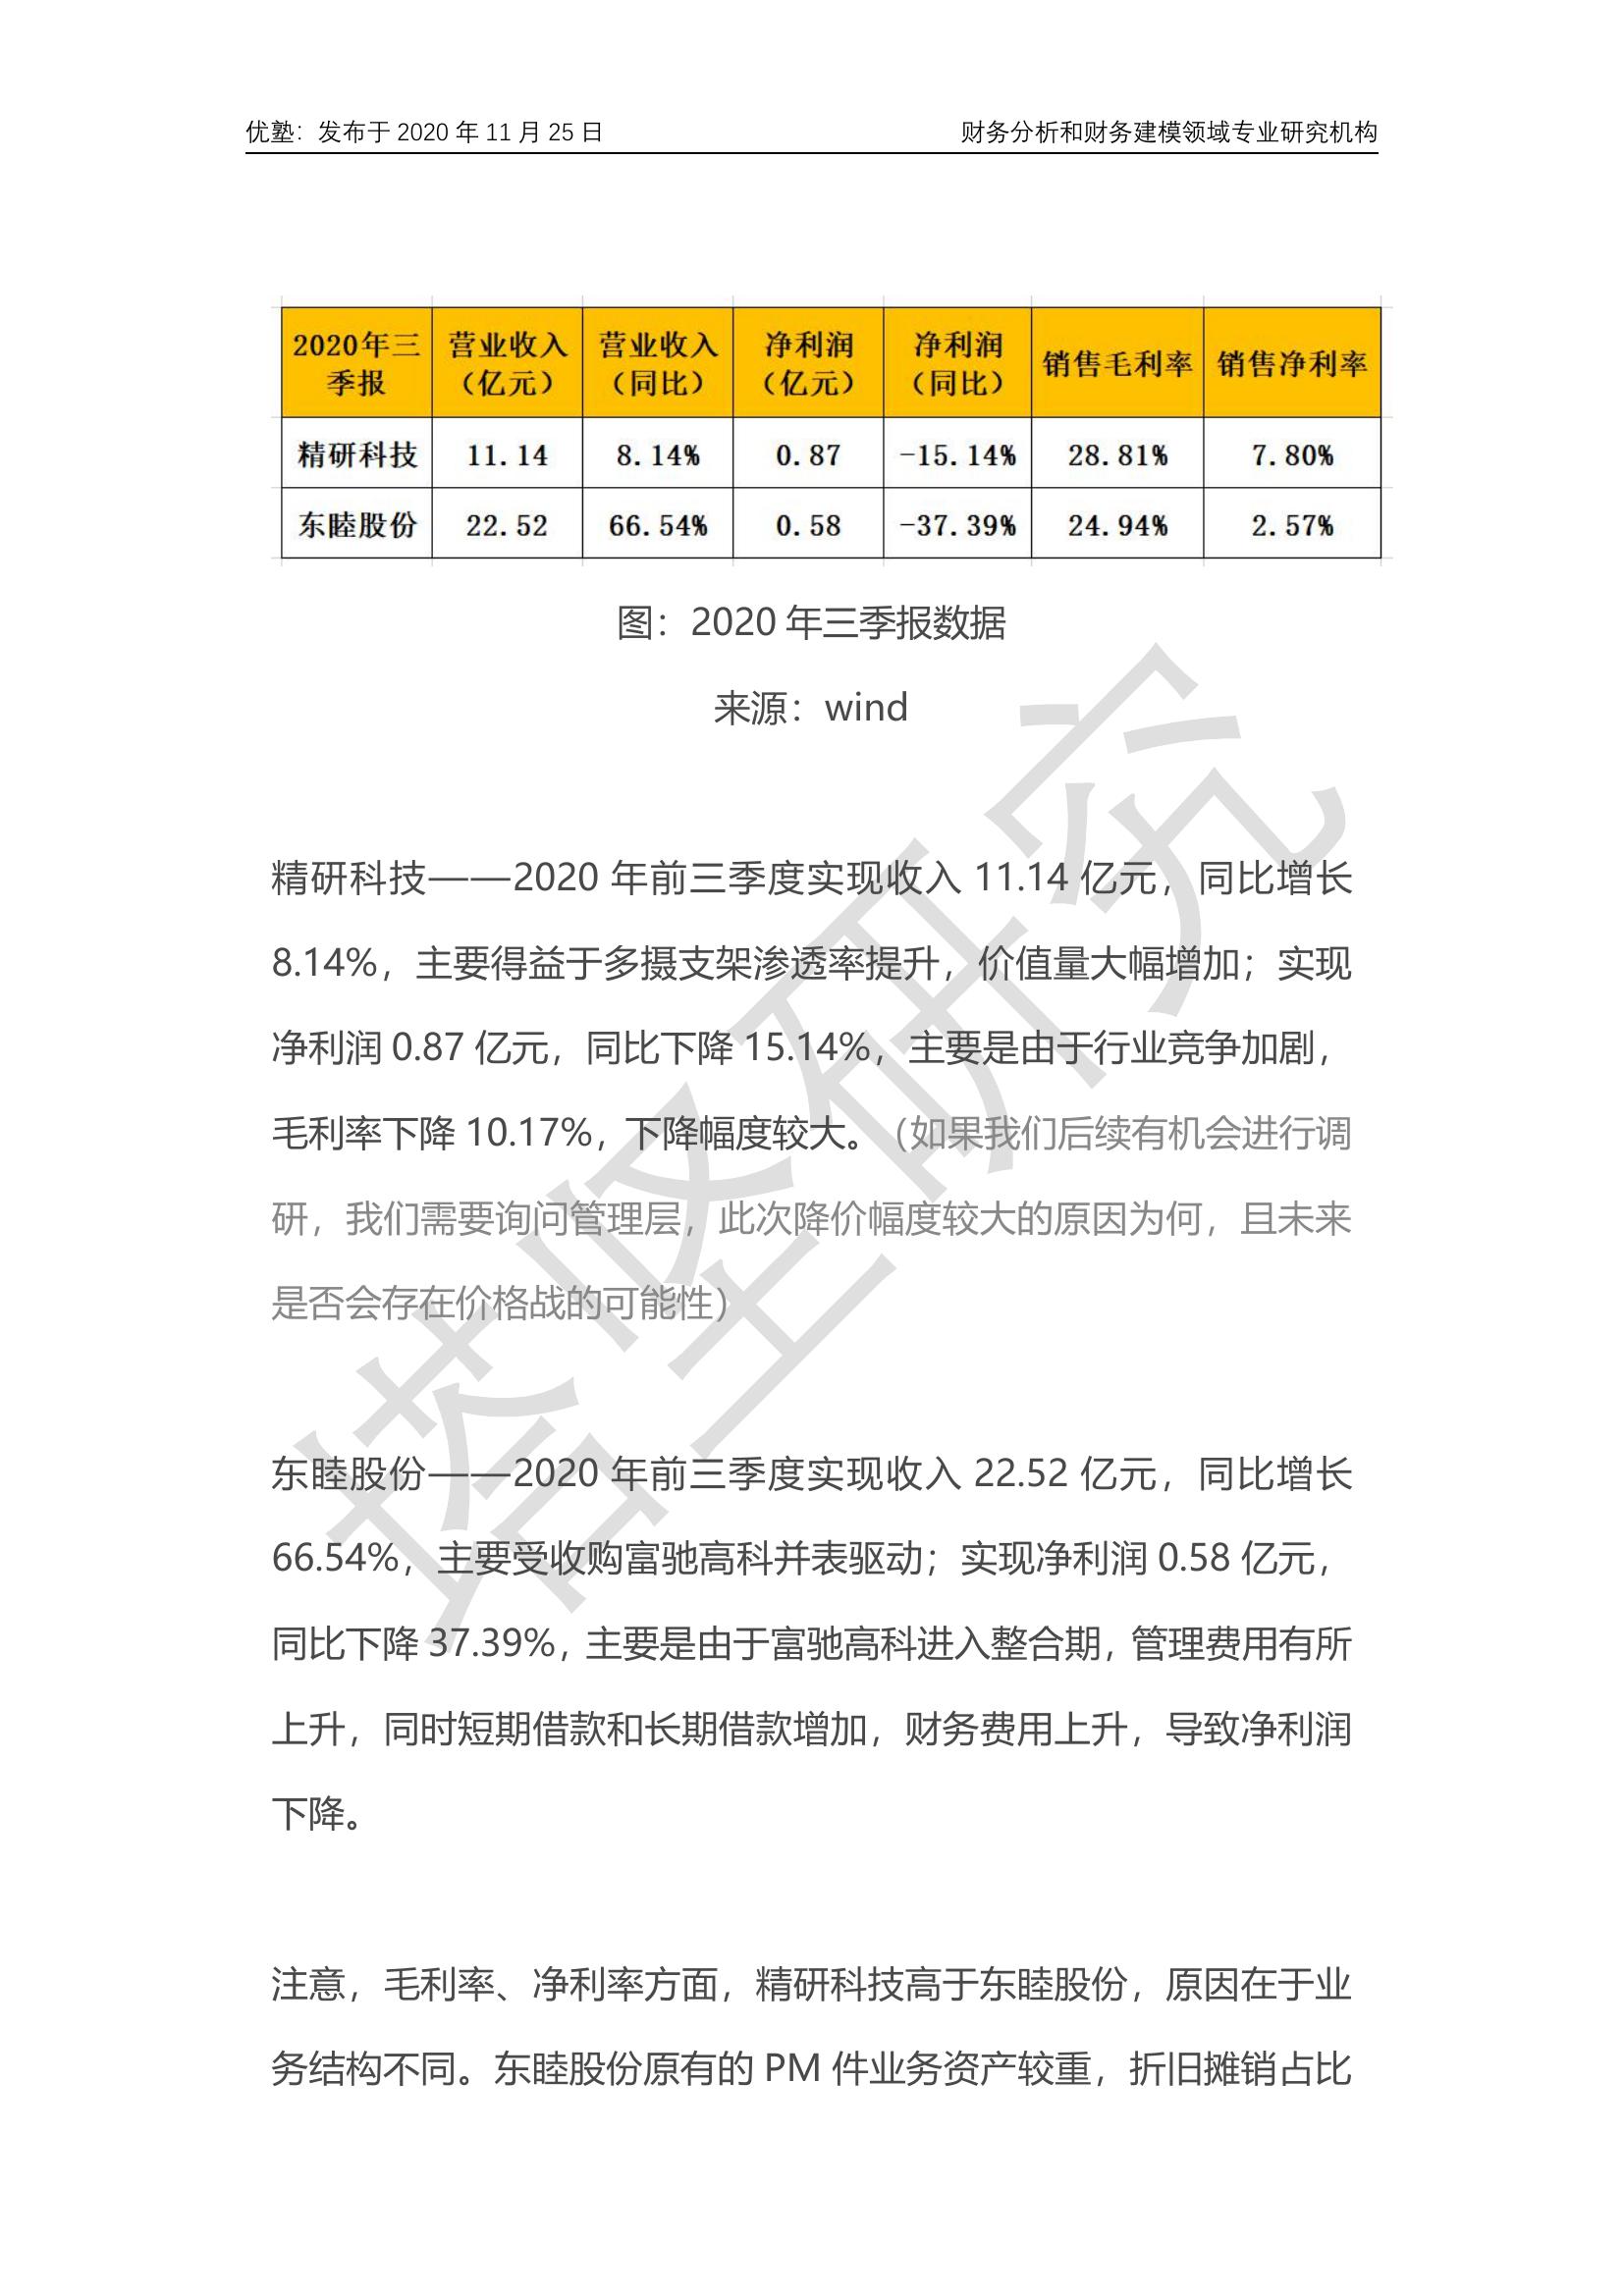 优塾：发布于 2020 年 11 月 25 日 财务分析和财务建模领域专业研究机构
2020年三季报 营业收入（亿元） 营业收入（同比） 净利润（亿元） 净利润（同比） 销售毛利率 销售净利率
精研科技 11.14 8.14% 0.87 -15.14% 28.81% 7.80%
东睦股份 22.52 66.54% 0.58 -37.39% 24.94% 2.57%
图：2020 年三季报数据
来源：wind
精研科技——2020 年前三季度实现收入 11.14 亿元，同比增长
8.14%，主要得益于多摄支架渗透率提升，价值量大幅增加；实现
净利润 0.87 亿元，同比下降 15.14%，主要是由于行业竞争加剧，
毛利率下降 10.17%，下降幅度较大。（如果我们后续有机会进行调
研，我们需要询问管理层，此次降价幅度较大的原因为何，且未来
是否会存在价格战的可能性）
东睦股份——2020 年前三季度实现收入 22.52 亿元，同比增长
66.54%，主要受收购富驰高科并表驱动；实现净利润 0.58 亿元，
同比下降 37.39%，主要是由于富驰高科进入整合期，管理费用有所
上升，同时短期借款和长期借款增加，财务费用上升，导致净利润
下降。
注意，毛利率、净利率方面，精研科技高于东睦股份，原因在于业
务结构不同。东睦股份原有的 PM 件业务资产较重，折旧摊销占比
塔坚研究